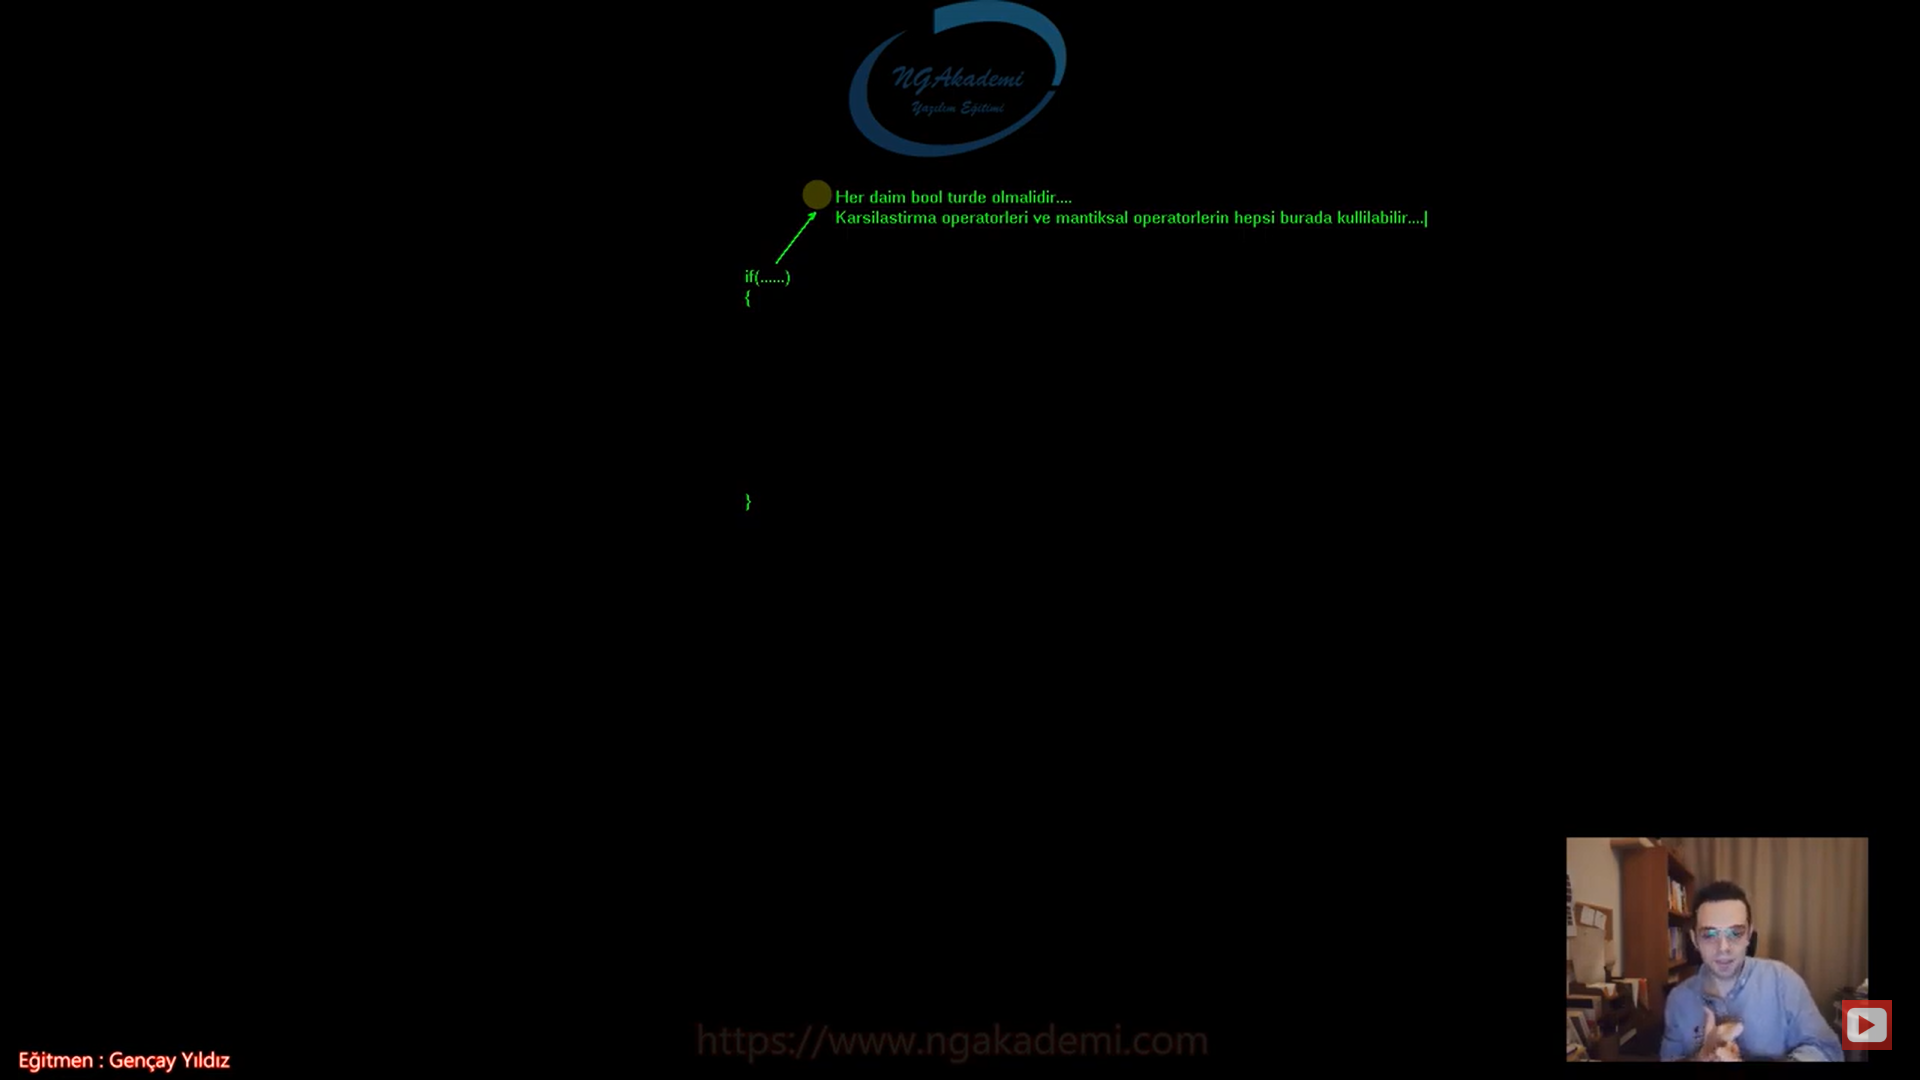 NGAkademi
Yazılım Eğitimi
Her daim bool turde olmalidir....
Karsilastirma operatorleri ve mantiksal operatorlerin hepsi burada kullilabilir....
if(......)
{
}
https://www.ngakademi.com
Eğitmen : Gençay Yıldız